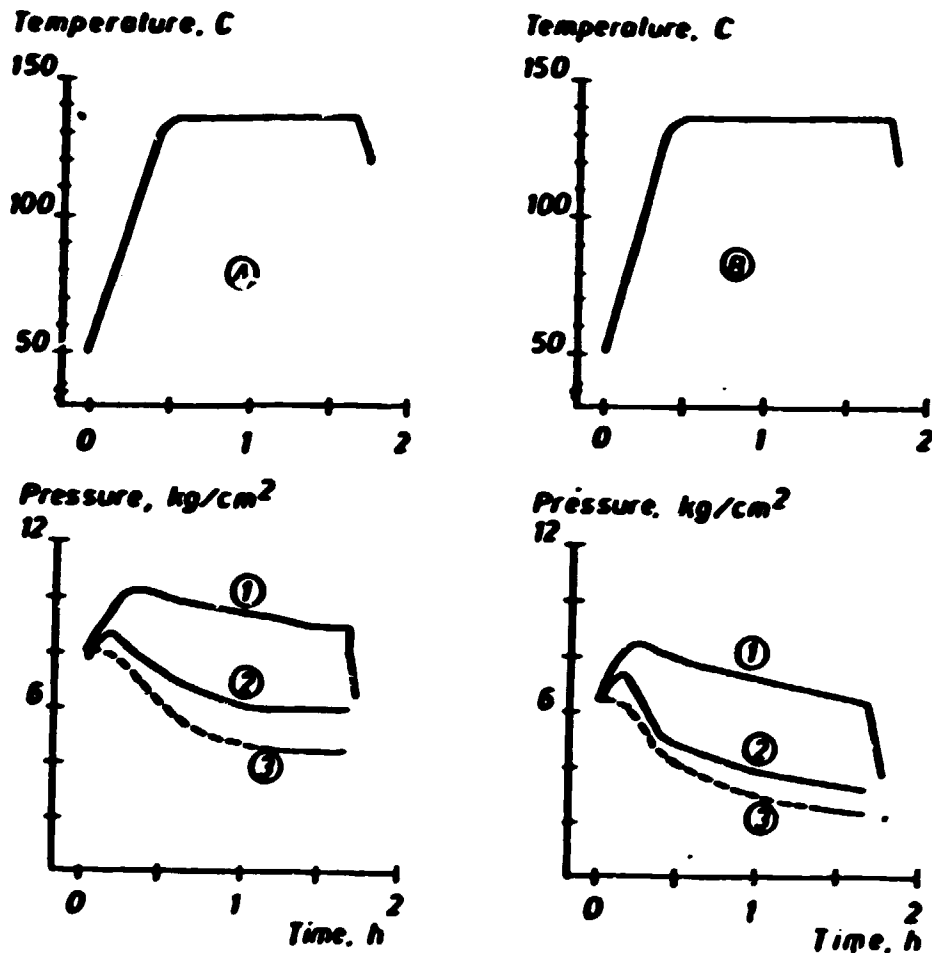 Temperature, C
150
100
50
A
0 1 2
Temperature, C
150
100
50
B
0 1 2
Pressure, kg/cm²
12
6
1
2
3
0 1 2
Time, h
Pressure, kg/cm²
12
6
1
2
3
0 1 2
Time, h